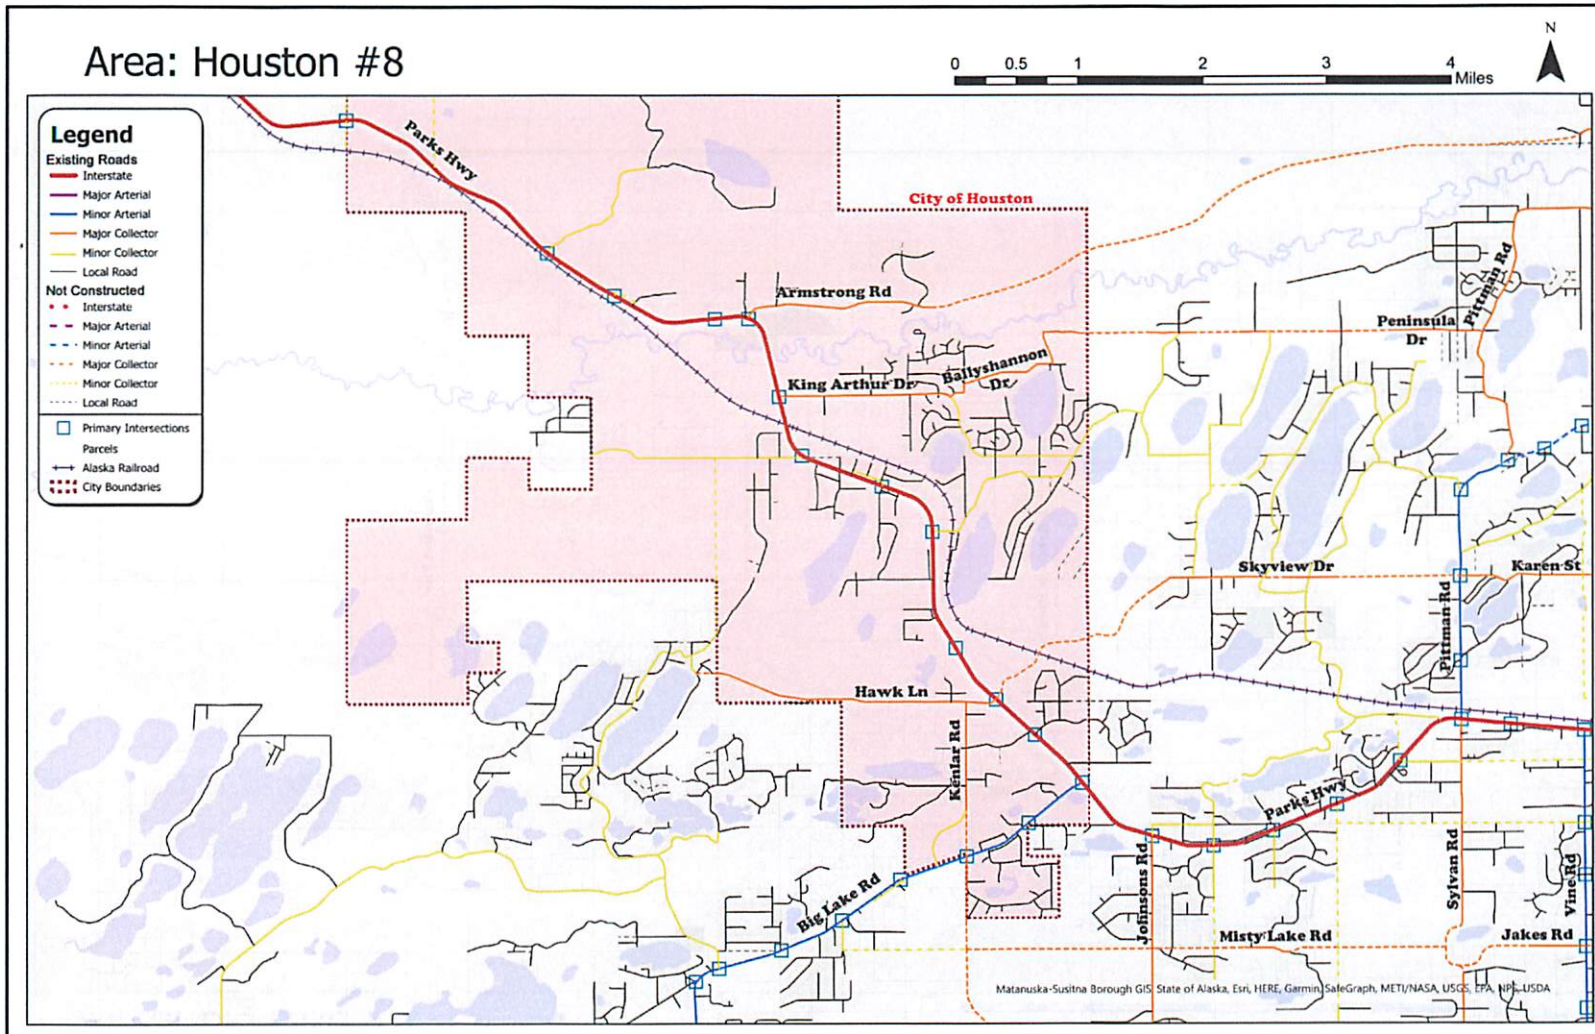 Area: Houston #8
0 0.5 1 2 3 4
Miles
N
Legend
Existing Roads
Interstate
Major Arterial
Minor Arterial
Major Collector
Minor Collector
Local Road
Not Constructed
Interstate
Major Arterial
Minor Arterial
Major Collector
Minor Collector
Local Road
Primary Intersections
Parcels
Alaska Railroad
City Boundaries
Parks Hwy
City of Houston
Armstrong Rd
Pittman Rd
Peninsula
Dr
King Arthur Dr
Ballyshannon
Dr
Skyview Dr
Karen St
Pittman Rd
Hawk Ln
Kenlar Rd
Parks Hwy
Big Lake Rd
Johnsons Rd
Sylvan Rd
Vine Rd
Misty Lake Rd
Jakes Rd
Matanuska-Susitna Borough GIS, State of Alaska, Esri, HERE, Garmin, SafeGraph, METI/NASA, USGS, EPA, NPS, USDA